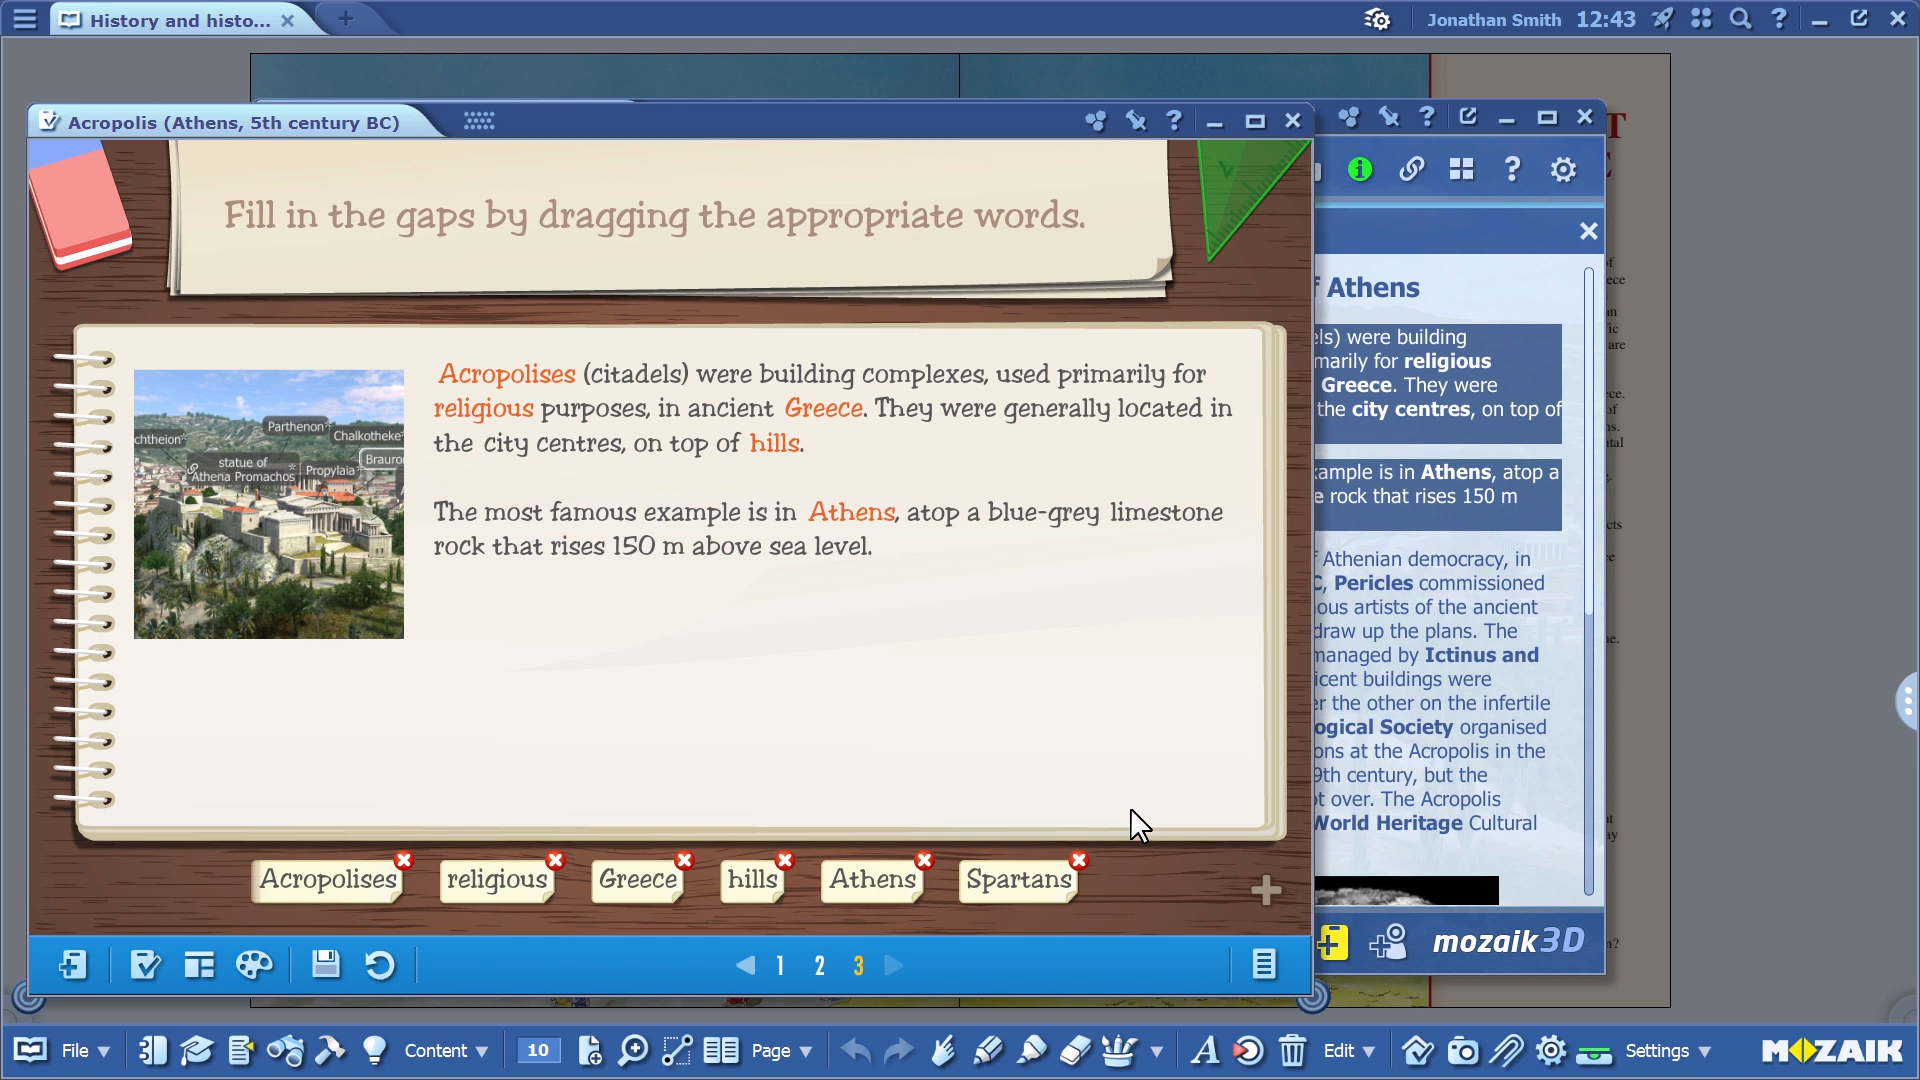 History and histo...
Jonathan Smith 12:43
Acropolis (Athens, 5th century BC)
Fill in the gaps by dragging the appropriate words.
Acropolises (citadels) were building complexes, used primarily for
religious purposes, in ancient Greece. They were generally located in
the city centres, on top of hills.
The most famous example is in Athens, atop a blue-grey limestone
rock that rises 150 m above sea level.
chtheion
Parthenon
Chalkotheke
statue of
Athena Promachos
Propylaia
Brauron
Acropolises religious Greece hills Athens Spartans
1 2 3
Athens
els) were building
marily for religious
Greece. They were
the city centres, on top of
xample is in Athens, atop a
e rock that rises 150 m
f Athenian democracy, in
C, Pericles commissioned
ous artists of the ancient
draw up the plans. The
managed by Ictinus and
icent buildings were
er the other on the infertile
ogical Society organised
ons at the Acropolis in the
9th century, but the
ot over. The Acropolis
World Heritage Cultural
mozaik3D
File Content 10 Page Edit Settings MOZAIK